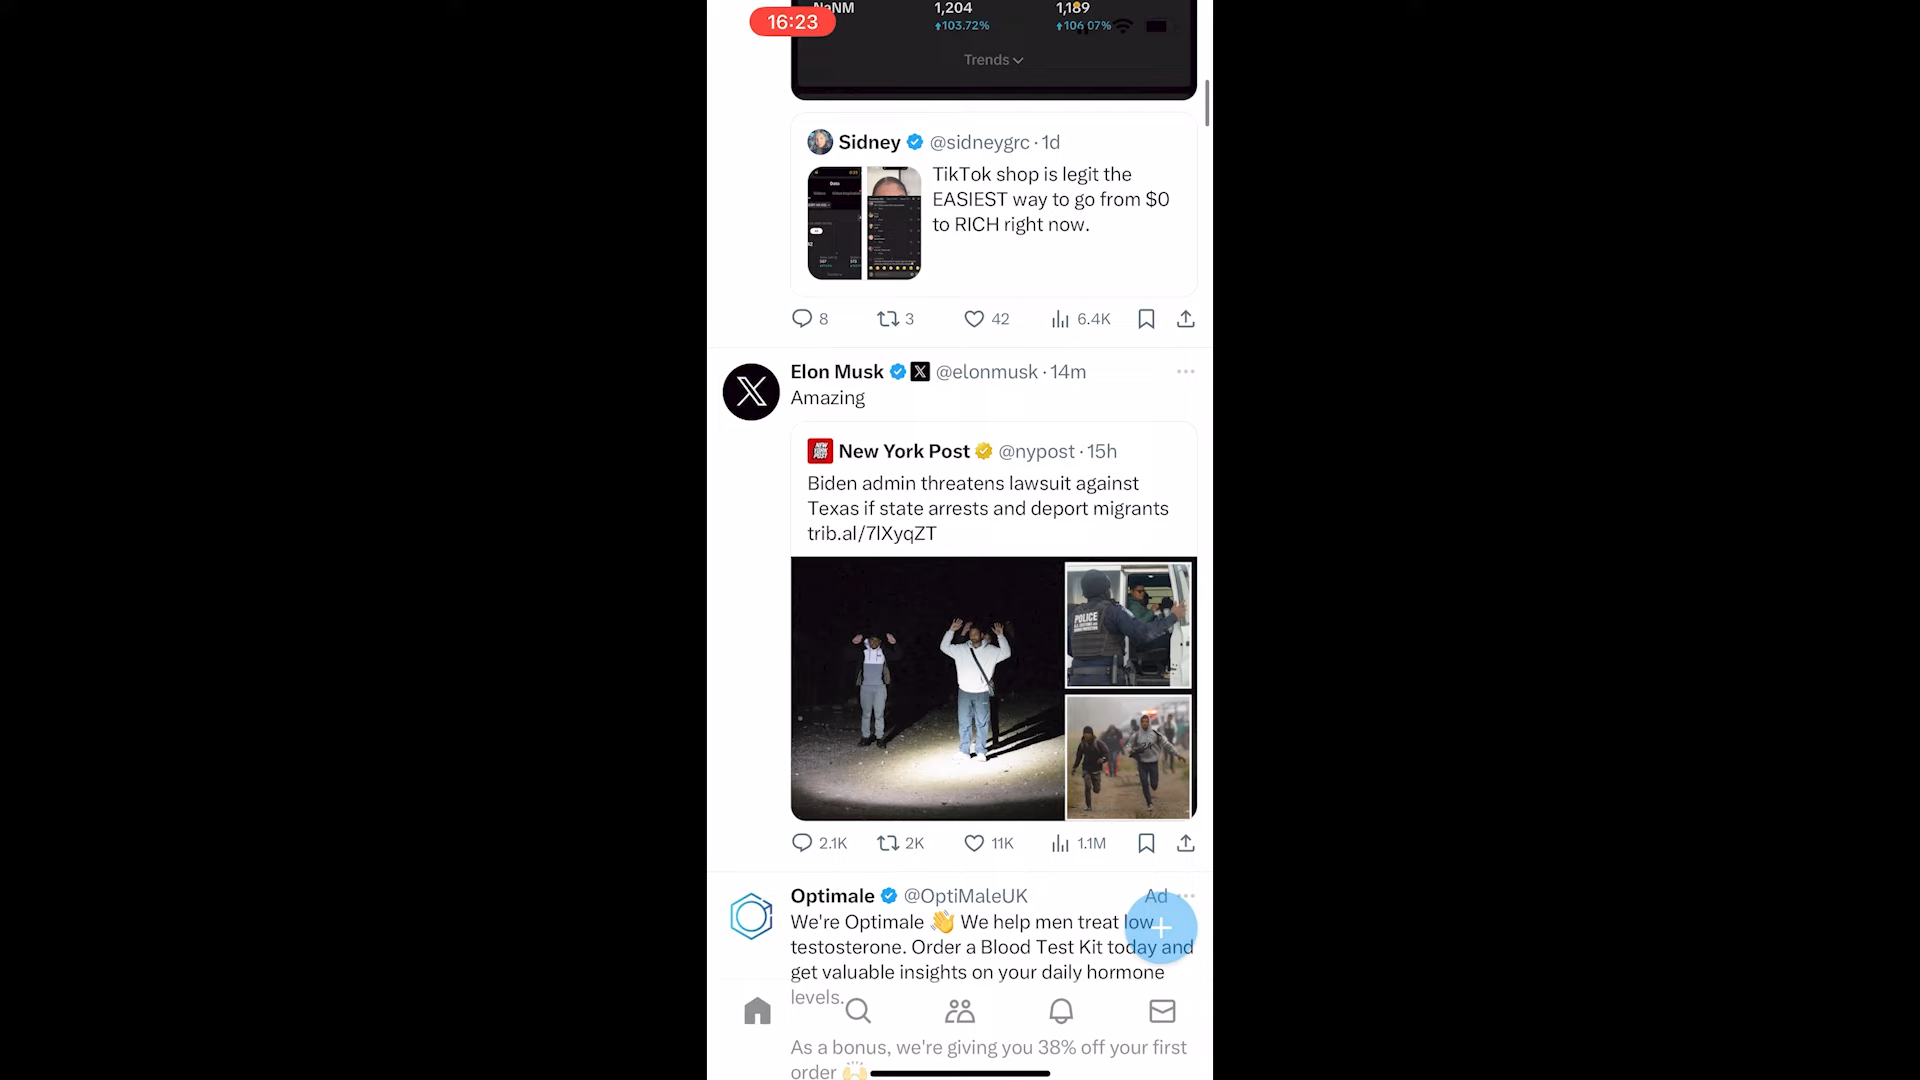 16:23
NaNM
1,204
1,189
103.72%
106.07%
Trends
Sidney @sidneygrc · 1d
TikTok shop is legit the
EASIEST way to go from $0
to RICH right now.
8 3 42 6.4K
Elon Musk X @elonmusk · 14m
Amazing
NEW YORK POST
New York Post @nypost · 15h
Biden admin threatens lawsuit against
Texas if state arrests and deport migrants
trib.al/7lXyqZT
POLICE
2.1K 2K 11K 1.1M
Optimale @OptiMaleUK Ad
We're Optimale 👋 We help men treat low
testosterone. Order a Blood Test Kit today and
get valuable insights on your daily hormone
levels.
As a bonus, we're giving you 38% off your first
order 🙌